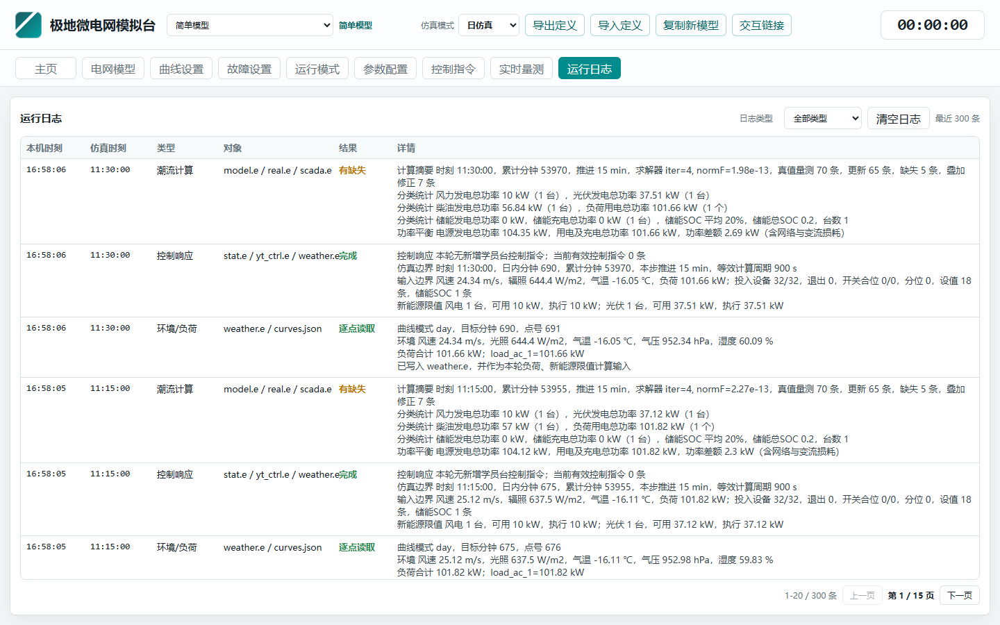 极地微电网模拟台 简单模型 简单模型 仿真模式 日仿真 导出定义 导入定义 复制新模型 交互链接 00:00:00
主页 电网模型 曲线设置 故障设置 运行模式 参数配置 控制指令 实时量测 运行日志
运行日志 日志类型 全部类型 清空日志 最近 300 条
本机时刻 仿真时刻 类型 对象 结果 详情
16:58:06 11:30:00 潮流计算 model.e / real.e / scada.e 有缺失 计算摘要 时刻 11:30:00，累计分钟 53970，推进 15 min，求解器 iter=4, normF=1.98e-13，真值量测 70 条，更新 65 条，缺失 5 条，叠加
修正 7 条
分类统计 风力发电总功率 10 kW（1 台），光伏发电总功率 37.51 kW（1 台）
分类统计 柴油发电总功率 56.84 kW（1 台），负荷用电总功率 101.66 kW（1 个）
分类统计 储能发电总功率 0 kW，储能充电总功率 0 kW（1 台），储能SOC 平均 20%，储能总SOC 0.2，台数 1
功率平衡 电源发电总功率 104.35 kW，用电及充电总功率 101.66 kW，功率差额 2.69 kW（含网络与变流损耗）
16:58:06 11:30:00 控制响应 stat.e / yt_ctrl.e / weather.e 完成 控制响应 本轮无新增学员台控制指令；当前有效控制指令 0 条
仿真边界 时刻 11:30:00，日内分钟 690，累计分钟 53970，本步推进 15 min，等效计算周期 900 s
输入边界 风速 24.34 m/s，辐照 644.4 W/m2，气温 -16.05 ℃，负荷 101.66 kW；投入设备 32/32，退出 0，开关合位 0/0，分位 0，设值 18
条，储能SOC 1 条
新能源限值 风电 1 台，可用 10 kW，执行 10 kW；光伏 1 台，可用 37.51 kW，执行 37.51 kW
16:58:06 11:30:00 环境/负荷 weather.e / curves.json 逐点读取 曲线模式 day，目标分钟 690，点号 691
环境 风速 24.34 m/s，光照 644.4 W/m2，气温 -16.05 ℃，气压 952.34 hPa，湿度 60.09 %
负荷合计 101.66 kW；load_ac_1=101.66 kW
已写入 weather.e，并作为本轮负荷、新能源限值计算输入
16:58:05 11:15:00 潮流计算 model.e / real.e / scada.e 有缺失 计算摘要 时刻 11:15:00，累计分钟 53955，推进 15 min，求解器 iter=4, normF=2.27e-13，真值量测 70 条，更新 65 条，缺失 5 条，叠加
修正 7 条
分类统计 风力发电总功率 10 kW（1 台），光伏发电总功率 37.12 kW（1 台）
分类统计 柴油发电总功率 57 kW（1 台），负荷用电总功率 101.82 kW（1 个）
分类统计 储能发电总功率 0 kW，储能充电总功率 0 kW（1 台），储能SOC 平均 20%，储能总SOC 0.2，台数 1
功率平衡 电源发电总功率 104.12 kW，用电及充电总功率 101.82 kW，功率差额 2.3 kW（含网络与变流损耗）
16:58:05 11:15:00 控制响应 stat.e / yt_ctrl.e / weather.e 完成 控制响应 本轮无新增学员台控制指令；当前有效控制指令 0 条
仿真边界 时刻 11:15:00，日内分钟 675，累计分钟 53955，本步推进 15 min，等效计算周期 900 s
输入边界 风速 25.12 m/s，辐照 637.5 W/m2，气温 -16.11 ℃，负荷 101.82 kW；投入设备 32/32，退出 0，开关合位 0/0，分位 0，设值 18
条，储能SOC 1 条
新能源限值 风电 1 台，可用 10 kW，执行 10 kW；光伏 1 台，可用 37.12 kW，执行 37.12 kW
16:58:05 11:15:00 环境/负荷 weather.e / curves.json 逐点读取 曲线模式 day，目标分钟 675，点号 676
环境 风速 25.12 m/s，光照 637.5 W/m2，气温 -16.11 ℃，气压 952.98 hPa，湿度 59.83 %
负荷合计 101.82 kW；load_ac_1=101.82 kW
1-20 / 300 条 上一页 第 1 / 15 页 下一页